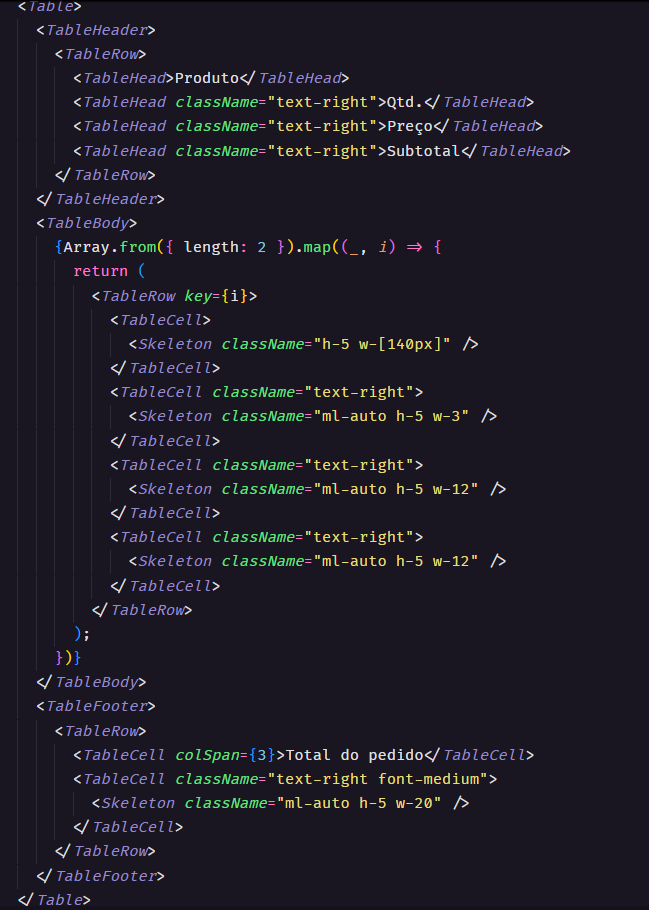 <Table>
<TableHeader>
<TableRow>
<TableHead>Produto</TableHead>
<TableHead className="text-right">Qtd.</TableHead>
<TableHead className="text-right">Preço</TableHead>
<TableHead className="text-right">Subtotal</TableHead>
</TableRow>
</TableHeader>
<TableBody>
{Array.from({ length: 2 }).map((_, i) => {
return (
<TableRow key={i}>
<TableCell>
<Skeleton className="h-5 w-[140px]" />
</TableCell>
<TableCell className="text-right">
<Skeleton className="ml-auto h-5 w-3" />
</TableCell>
<TableCell className="text-right">
<Skeleton className="ml-auto h-5 w-12" />
</TableCell>
<TableCell className="text-right">
<Skeleton className="ml-auto h-5 w-12" />
</TableCell>
</TableRow>
);
})}
</TableBody>
<TableFooter>
<TableRow>
<TableCell colSpan={3}>Total do pedido</TableCell>
<TableCell className="text-right font-medium">
<Skeleton className="ml-auto h-5 w-20" />
</TableCell>
</TableRow>
</TableFooter>
</Table>